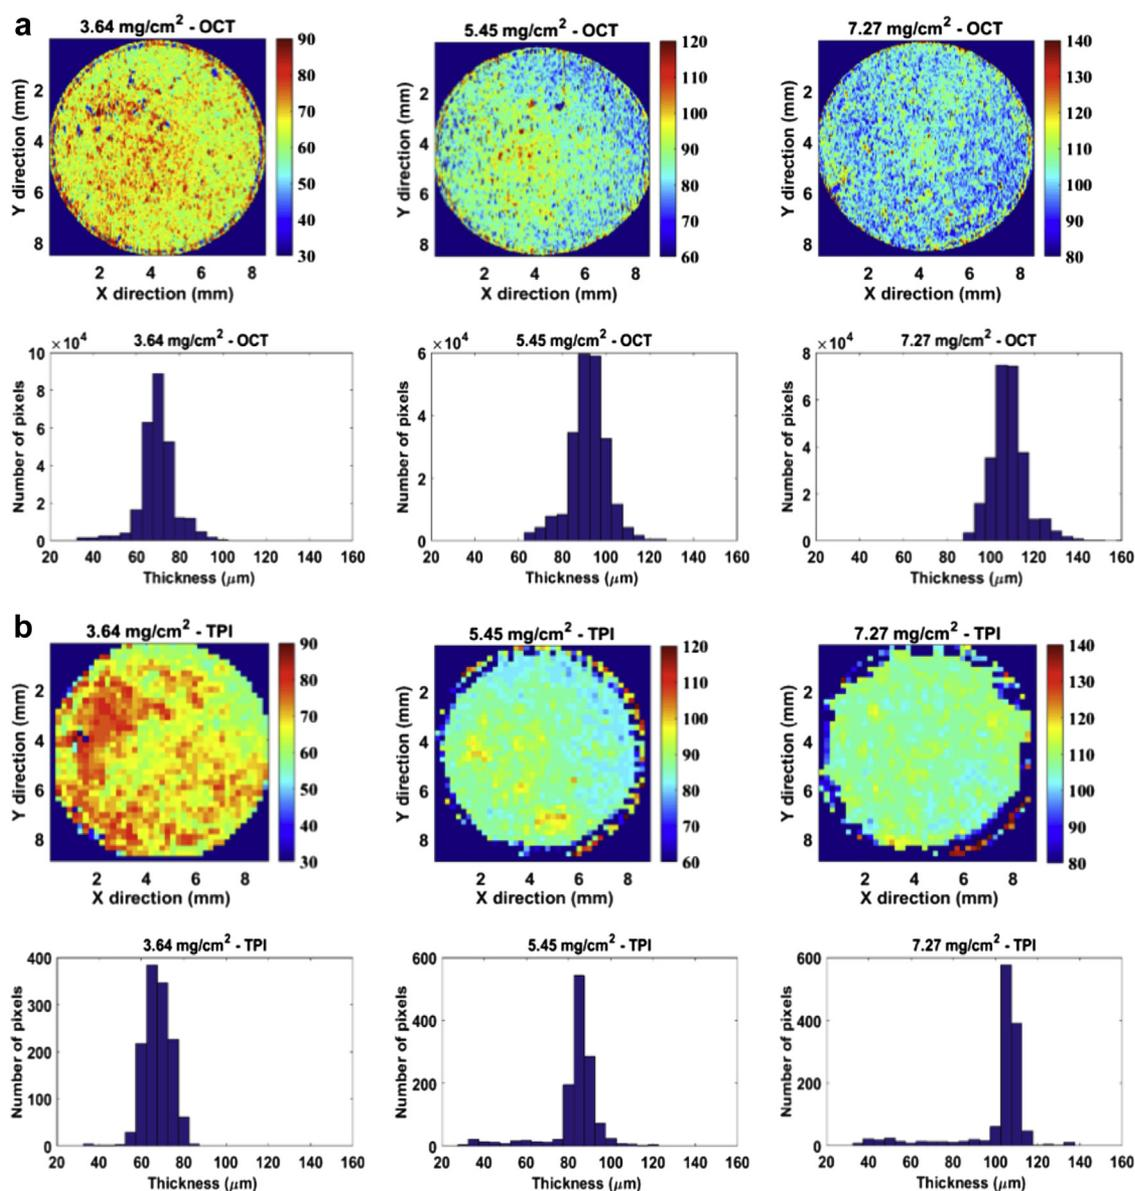 a
3.64 mg/cm2 - OCT
5.45 mg/cm2 - OCT
7.27 mg/cm2 - OCT
90
80
70
60
50
40
30
120
110
100
90
80
70
60
140
130
120
110
100
90
80
Y direction (mm)
2
4
6
8
Y direction (mm)
2
4
6
8
Y direction (mm)
2
4
6
8
2 4 6 8
2 4 6 8
2 4 6 8
X direction (mm)
X direction (mm)
X direction (mm)
3.64 mg/cm2 - OCT
5.45 mg/cm2 - OCT
7.27 mg/cm2 - OCT
×104
×104
×104
Number of pixels
10
8
6
4
2
0
Number of pixels
6
4
2
0
Number of pixels
8
6
4
2
0
20 40 60 80 100 120 140 160
20 40 60 80 100 120 140 160
20 40 60 80 100 120 140 160
Thickness (μm)
Thickness (μm)
Thickness (μm)
b
3.64 mg/cm2 - TPI
5.45 mg/cm2 - TPI
7.27 mg/cm2 - TPI
90
80
70
60
50
40
30
120
110
100
90
80
70
60
140
130
120
110
100
90
80
Y direction (mm)
2
4
6
8
Y direction (mm)
2
4
6
8
Y direction (mm)
2
4
6
8
2 4 6 8
2 4 6 8
2 4 6 8
X direction (mm)
X direction (mm)
X direction (mm)
3.64 mg/cm2 - TPI
5.45 mg/cm2 - TPI
7.27 mg/cm2 - TPI
Number of pixels
400
300
200
100
0
Number of pixels
600
400
200
0
Number of pixels
600
400
200
0
20 40 60 80 100 120 140 160
20 40 60 80 100 120 140 160
20 40 60 80 100 120 140 160
Thickness (μm)
Thickness (μm)
Thickness (μm)